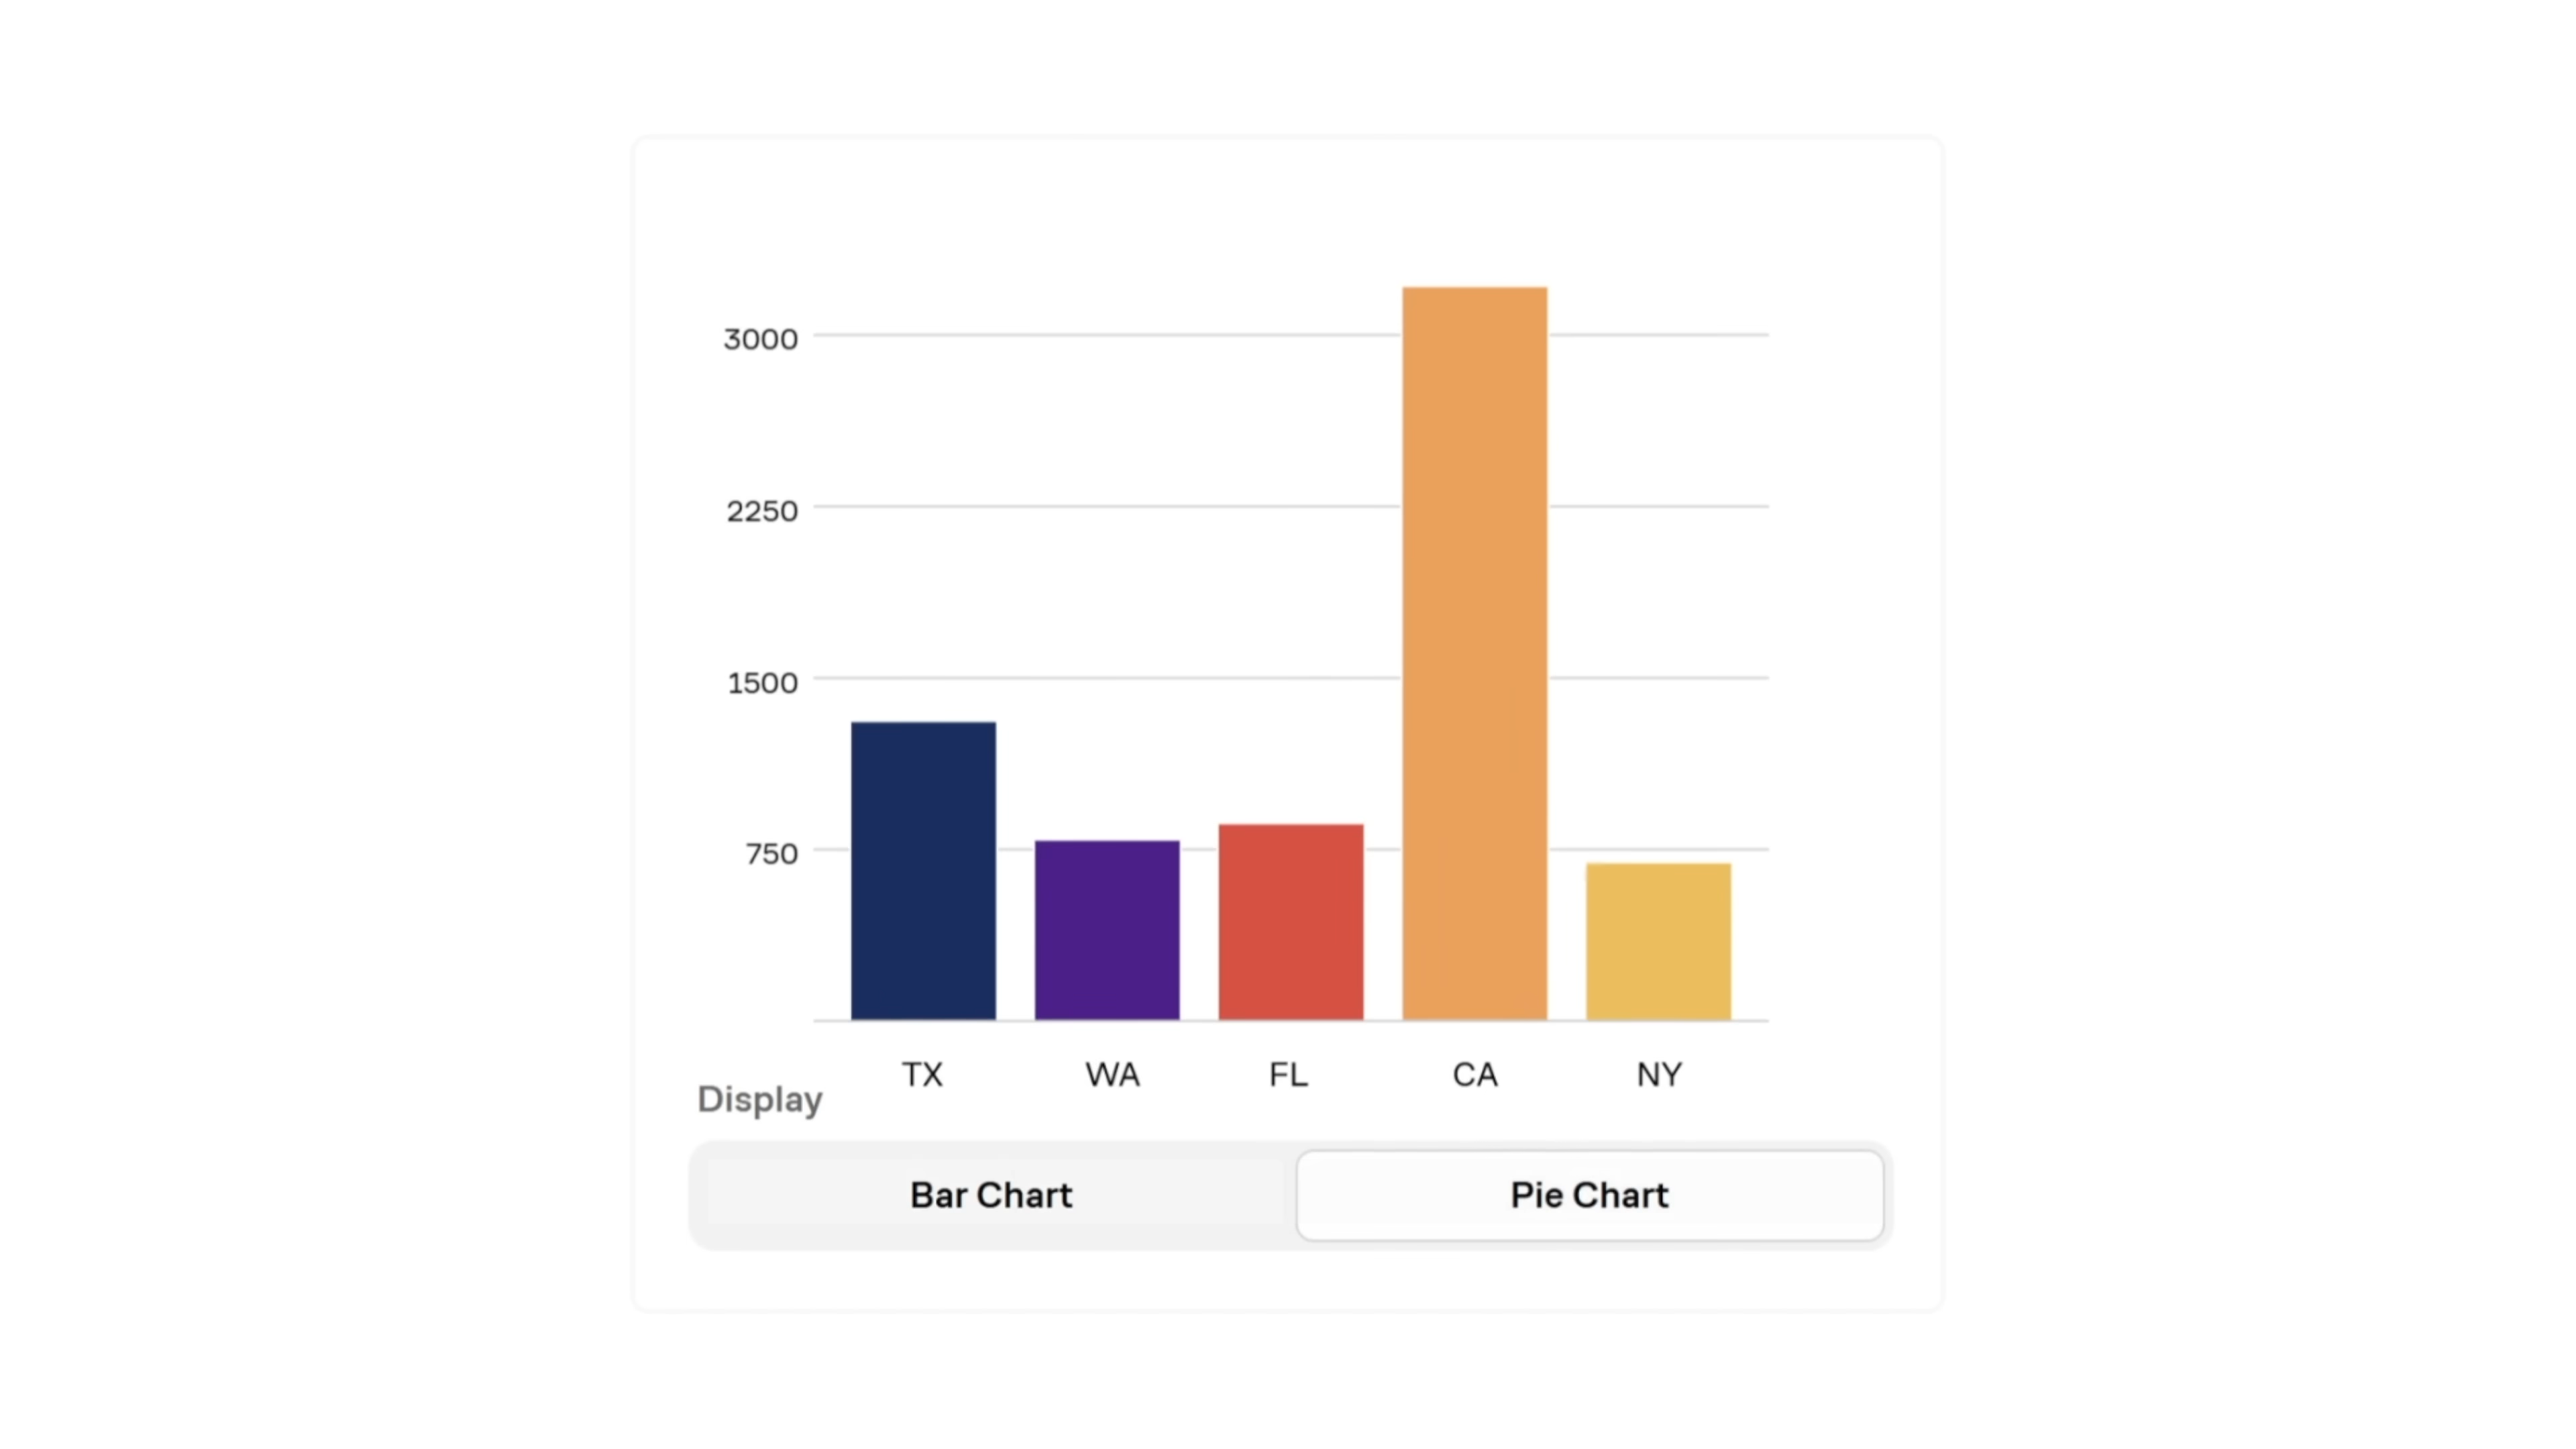 3000
2250
1500
750
TX WA FL CA NY
Display
Bar Chart Pie Chart